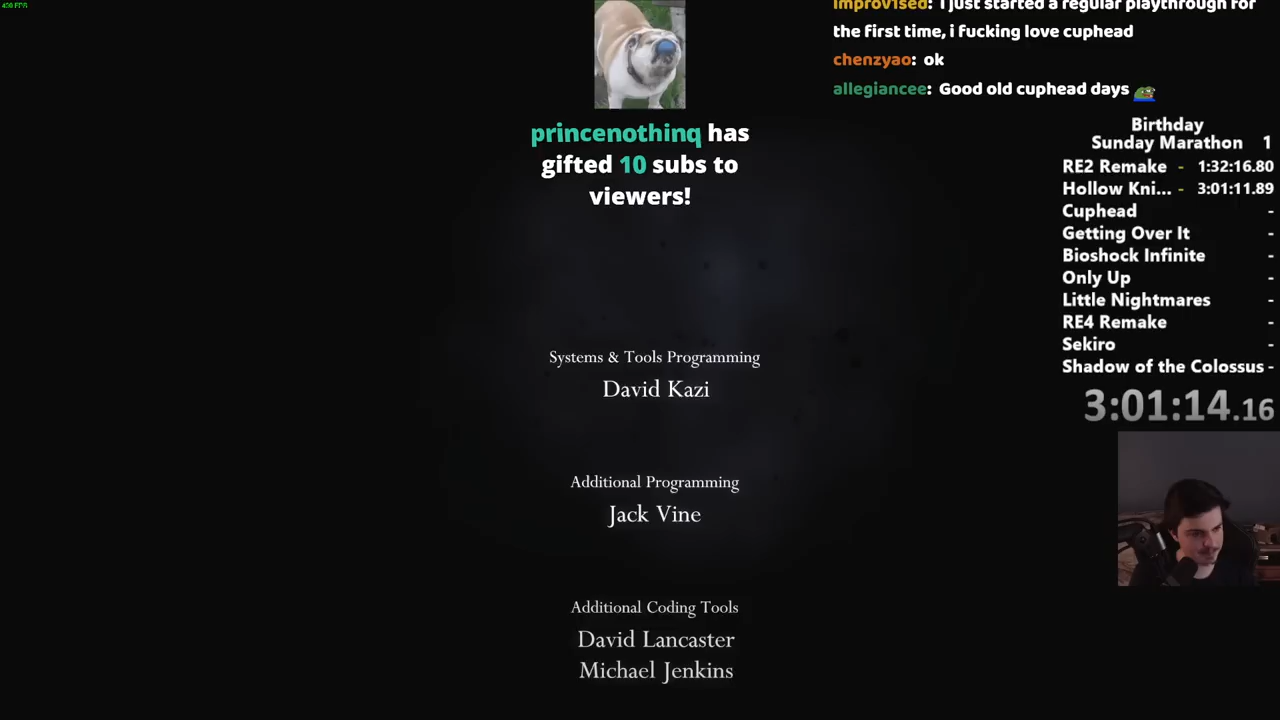 430 FPS
improv1sed: I just started a regular playthrough for
the first time, i fucking love cuphead
chenzyao: ok
allegiancee: Good old cuphead days
princenothinq has
gifted 10 subs to
viewers!
Birthday
Sunday Marathon 1
RE2 Remake - 1:32:16.80
Hollow Kni... - 3:01:11.89
Cuphead -
Getting Over It -
Bioshock Infinite -
Only Up -
Little Nightmares -
RE4 Remake -
Sekiro -
Shadow of the Colossus -
3:01:14.16
Systems & Tools Programming
David Kazi
Additional Programming
Jack Vine
Additional Coding Tools
David Lancaster
Michael Jenkins